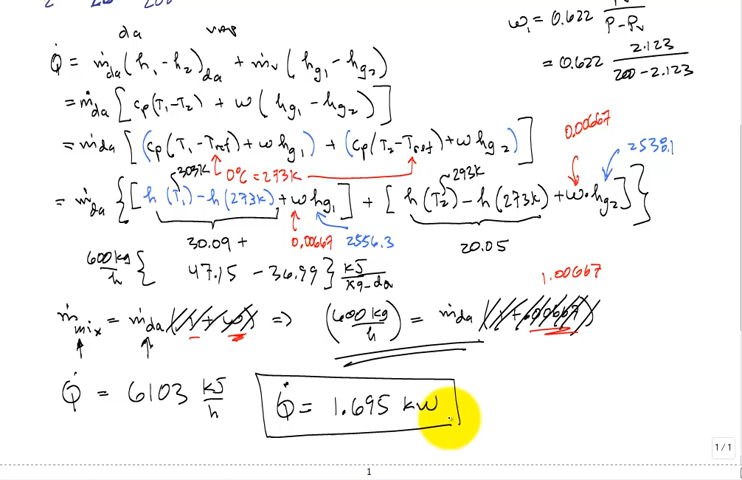 2 20 200
da vap
ω₁ = 0.622 Pv / P-Pv
= 0.622 2.123 / 200 - 2.123
Q̇ = ṁda (h₁ - h₂)da + ṁv (hg₁ - hg₂)
= ṁda [ cp(T₁-T₂) + ω ( hg₁ - hg₂) ]
= ṁda [ (cp(T₁-Tref) + ω hg₁) + (cp(T₂-Tref) + ω hg₂) ]
0.00667
2538.1
303K 0°C = 273K 293K
= ṁda { [ h(T₁) - h(273K) + ω hg₁ ] + [ h(T₂) - h(273K) + ω • hg₂ ] }
30.09 + 0.00667 2556.3 20.05
600 kg/h { 47.15 - 36.99 } kJ/kg-da
1.00667
ṁmix = ṁda (1 + ω) => (600 kg/h) = ṁda (1 + 0.00667)
Q̇ = 6103 kJ/h Q̇ = 1.695 kW
1/1
1